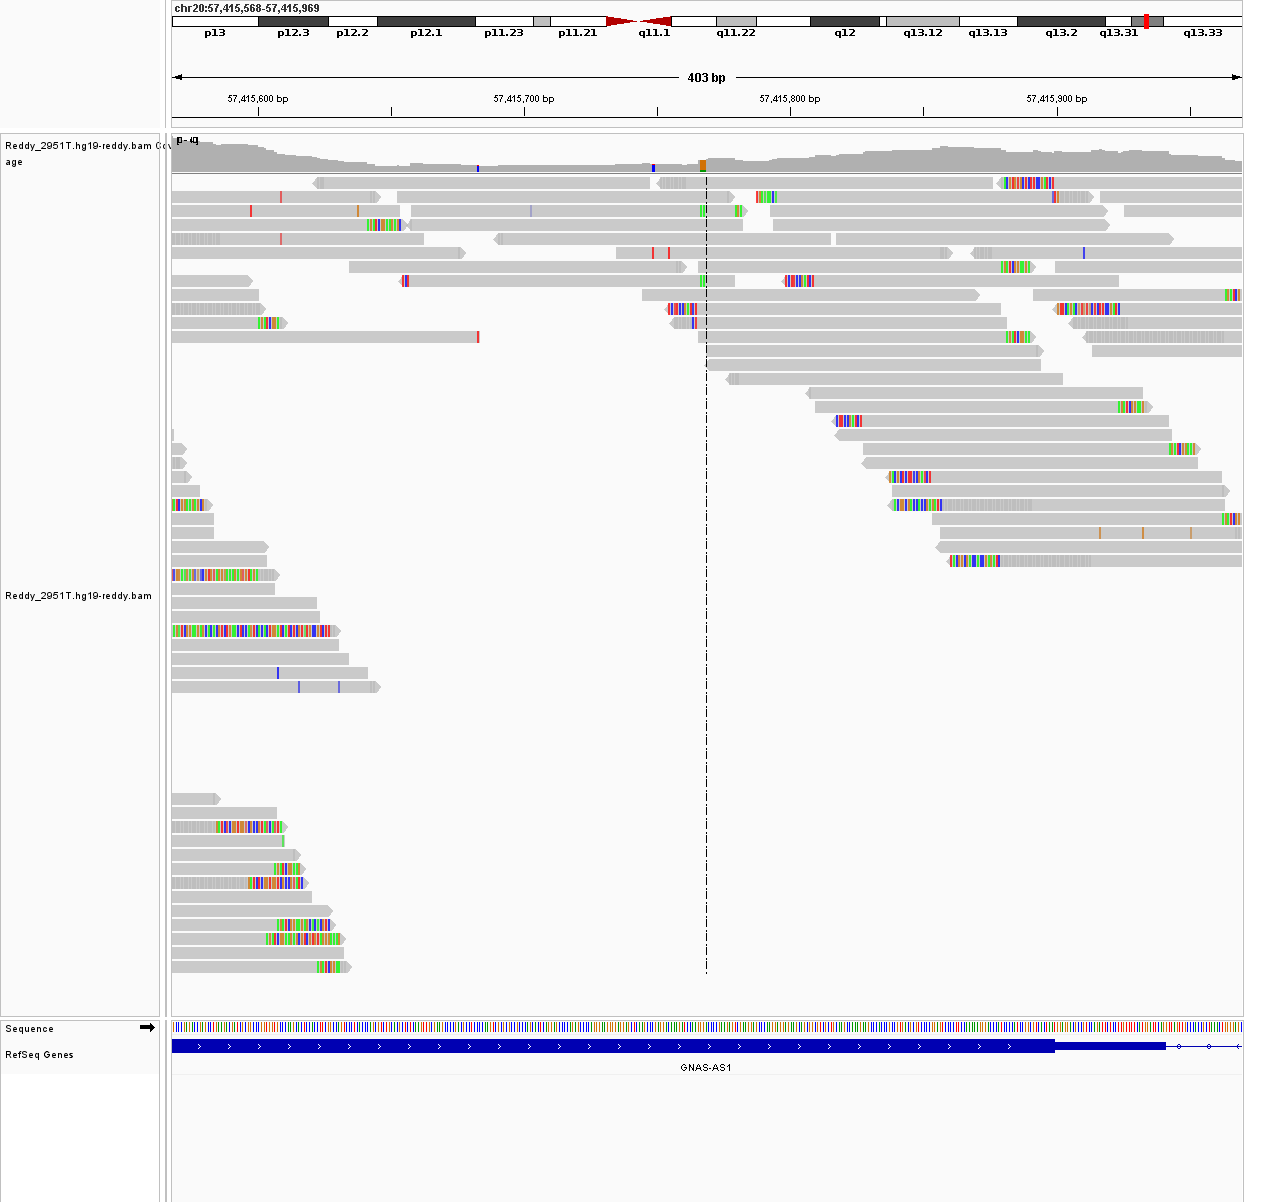 chr20:57,415,568-57,415,969
p13 p12.3 p12.2 p12.1 p11.23 p11.21 q11.1 q11.22 q12 q13.12 q13.13 q13.2 q13.31 q13.33
403 bp
57,415,600 bp 57,415,700 bp 57,415,800 bp 57,415,900 bp
Reddy_2951T.hg19-reddy.bam Cov
age
Reddy_2951T.hg19-reddy.bam
Sequence
RefSeq Genes
GNAS-AS1